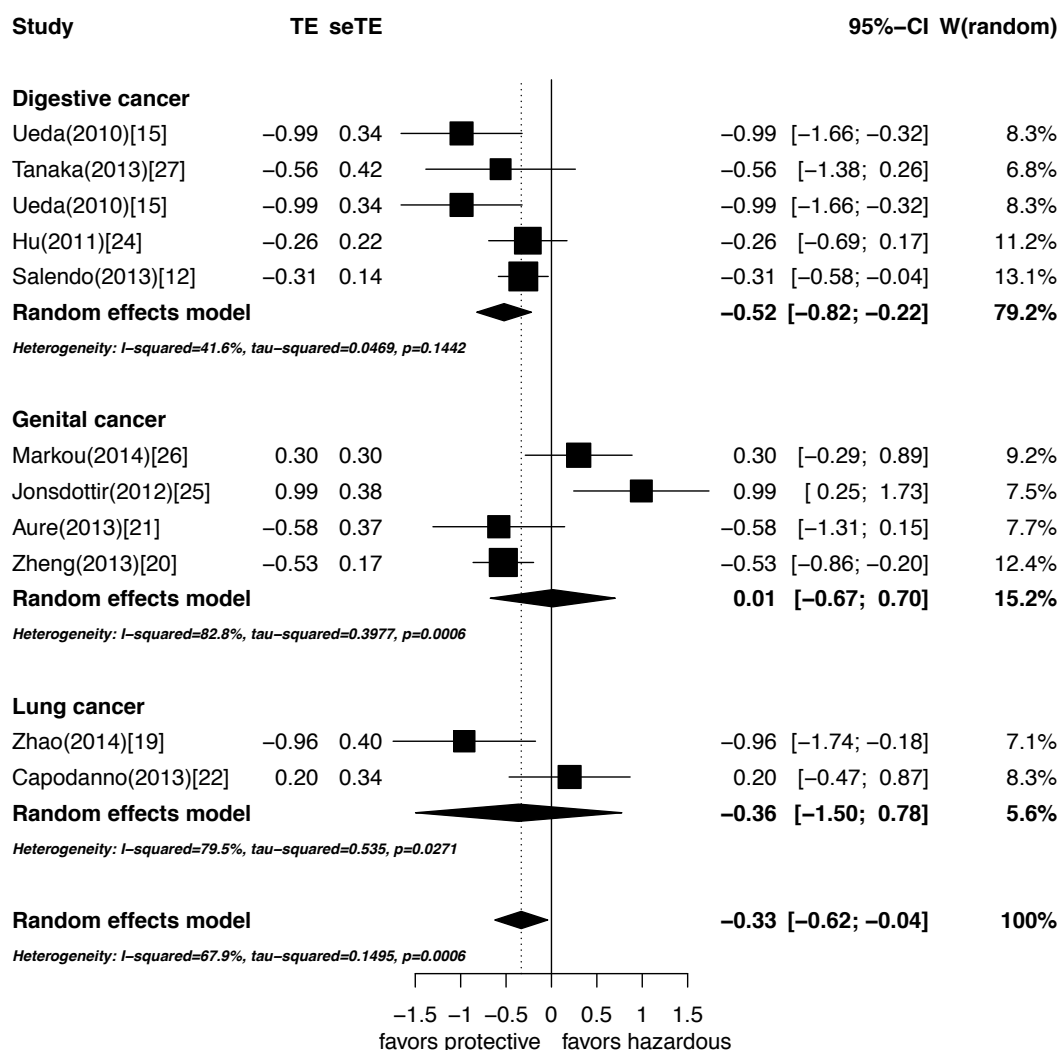 Study TE seTE 95%−CI W(random)
Digestive cancer
Ueda(2010)[15] −0.99 0.34 −0.99 [−1.66; −0.32] 8.3%
Tanaka(2013)[27] −0.56 0.42 −0.56 [−1.38; 0.26] 6.8%
Ueda(2010)[15] −0.99 0.34 −0.99 [−1.66; −0.32] 8.3%
Hu(2011)[24] −0.26 0.22 −0.26 [−0.69; 0.17] 11.2%
Salendo(2013)[12] −0.31 0.14 −0.31 [−0.58; −0.04] 13.1%
Random effects model −0.52 [−0.82; −0.22] 79.2%
Heterogeneity: I−squared=41.6%, tau−squared=0.0469, p=0.1442
Genital cancer
Markou(2014)[26] 0.30 0.30 0.30 [−0.29; 0.89] 9.2%
Jonsdottir(2012)[25] 0.99 0.38 0.99 [ 0.25; 1.73] 7.5%
Aure(2013)[21] −0.58 0.37 −0.58 [−1.31; 0.15] 7.7%
Zheng(2013)[20] −0.53 0.17 −0.53 [−0.86; −0.20] 12.4%
Random effects model 0.01 [−0.67; 0.70] 15.2%
Heterogeneity: I−squared=82.8%, tau−squared=0.3977, p=0.0006
Lung cancer
Zhao(2014)[19] −0.96 0.40 −0.96 [−1.74; −0.18] 7.1%
Capodanno(2013)[22] 0.20 0.34 0.20 [−0.47; 0.87] 8.3%
Random effects model −0.36 [−1.50; 0.78] 5.6%
Heterogeneity: I−squared=79.5%, tau−squared=0.535, p=0.0271
Random effects model −0.33 [−0.62; −0.04] 100%
Heterogeneity: I−squared=67.9%, tau−squared=0.1495, p=0.0006
−1.5 −1 −0.5 0 0.5 1 1.5
favors protective favors hazardous